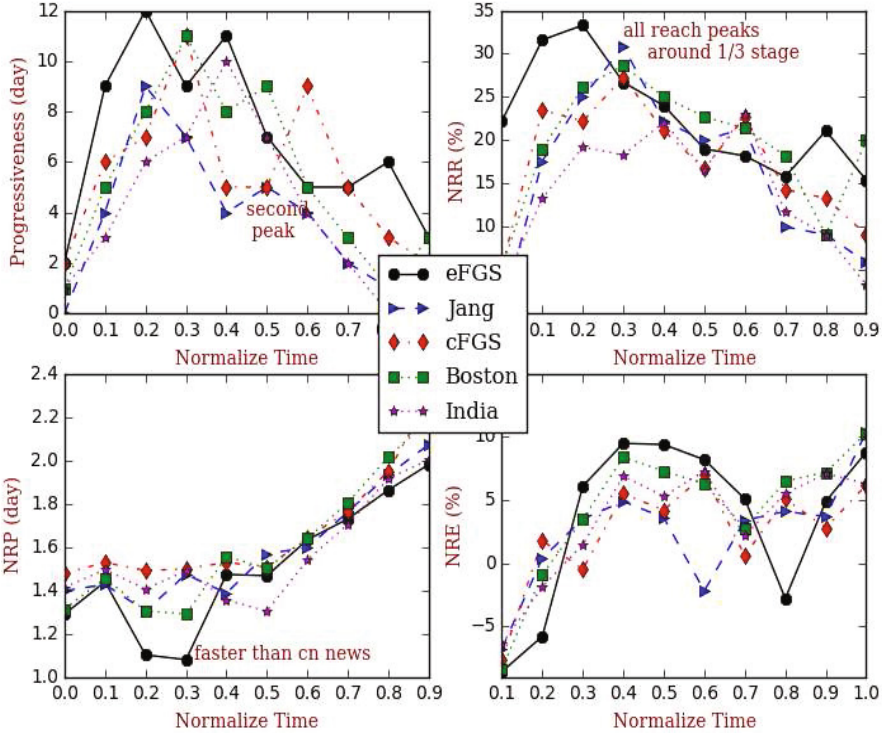 12
10
8
6
4
2
0
Progressiveness (day)
second
peak
0.0 0.1 0.2 0.3 0.4 0.5 0.6 0.7
Normalize Time
35
30
25
20
15
10
NRR (%)
all reach peaks
around 1/3 stage
0.1 0.2 0.3 0.4 0.5 0.6 0.7 0.8 0.9
Normalize Time
eFGS
Jang
cFGS
Boston
India
2.4
2.2
2.0
1.8
1.6
1.4
1.2
1.0
NRP (day)
faster than cn news
0.0 0.1 0.2 0.3 0.4 0.5 0.6 0.7 0.8 0.9
Normalize Time
10
5
0
−5
NRE (%)
0.1 0.2 0.3 0.4 0.5 0.6 0.7 0.8 0.9 1.0
Normalize Time